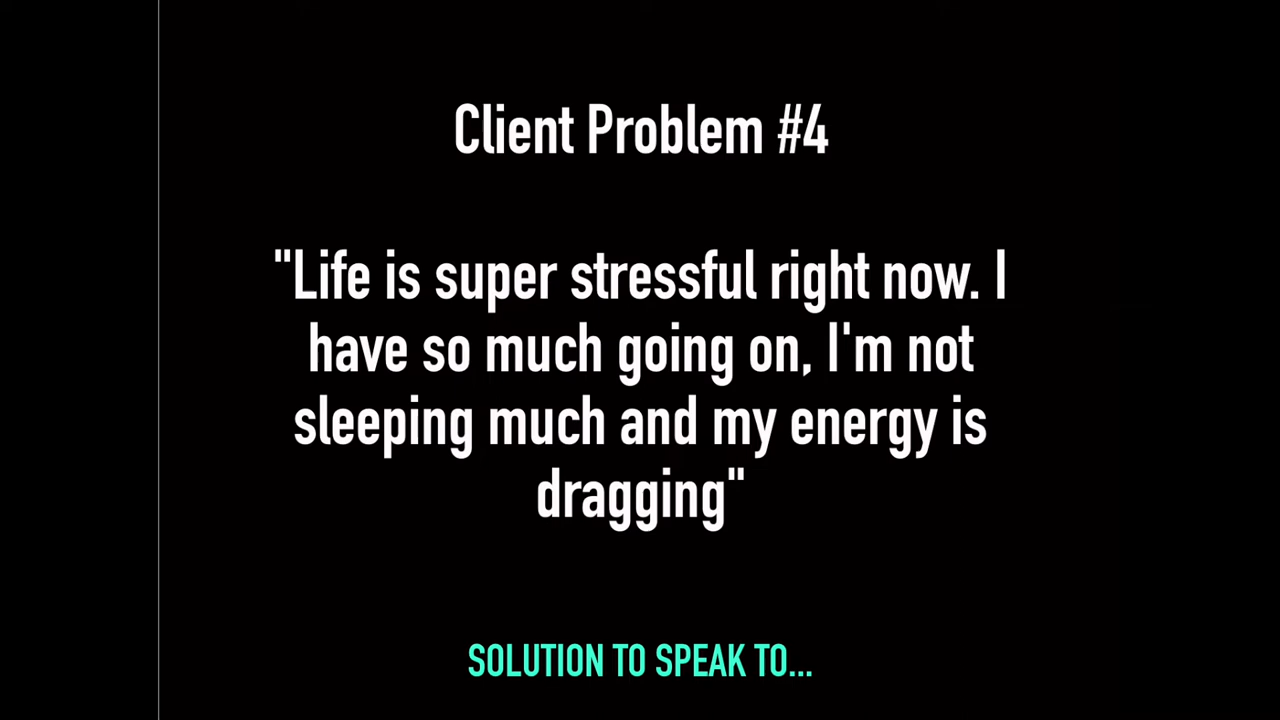 Client Problem #4
"Life is super stressful right now. I
have so much going on, I'm not
sleeping much and my energy is
dragging"
SOLUTION TO SPEAK TO...